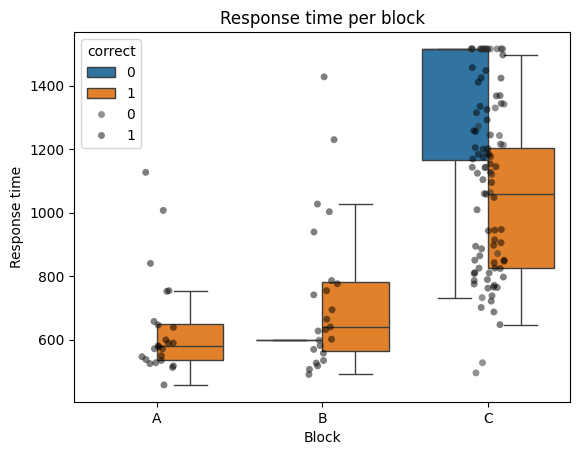 Response time per block
correct
0
1
0
1
1400
1200
1000
800
600
Response time
A
B
C
Block